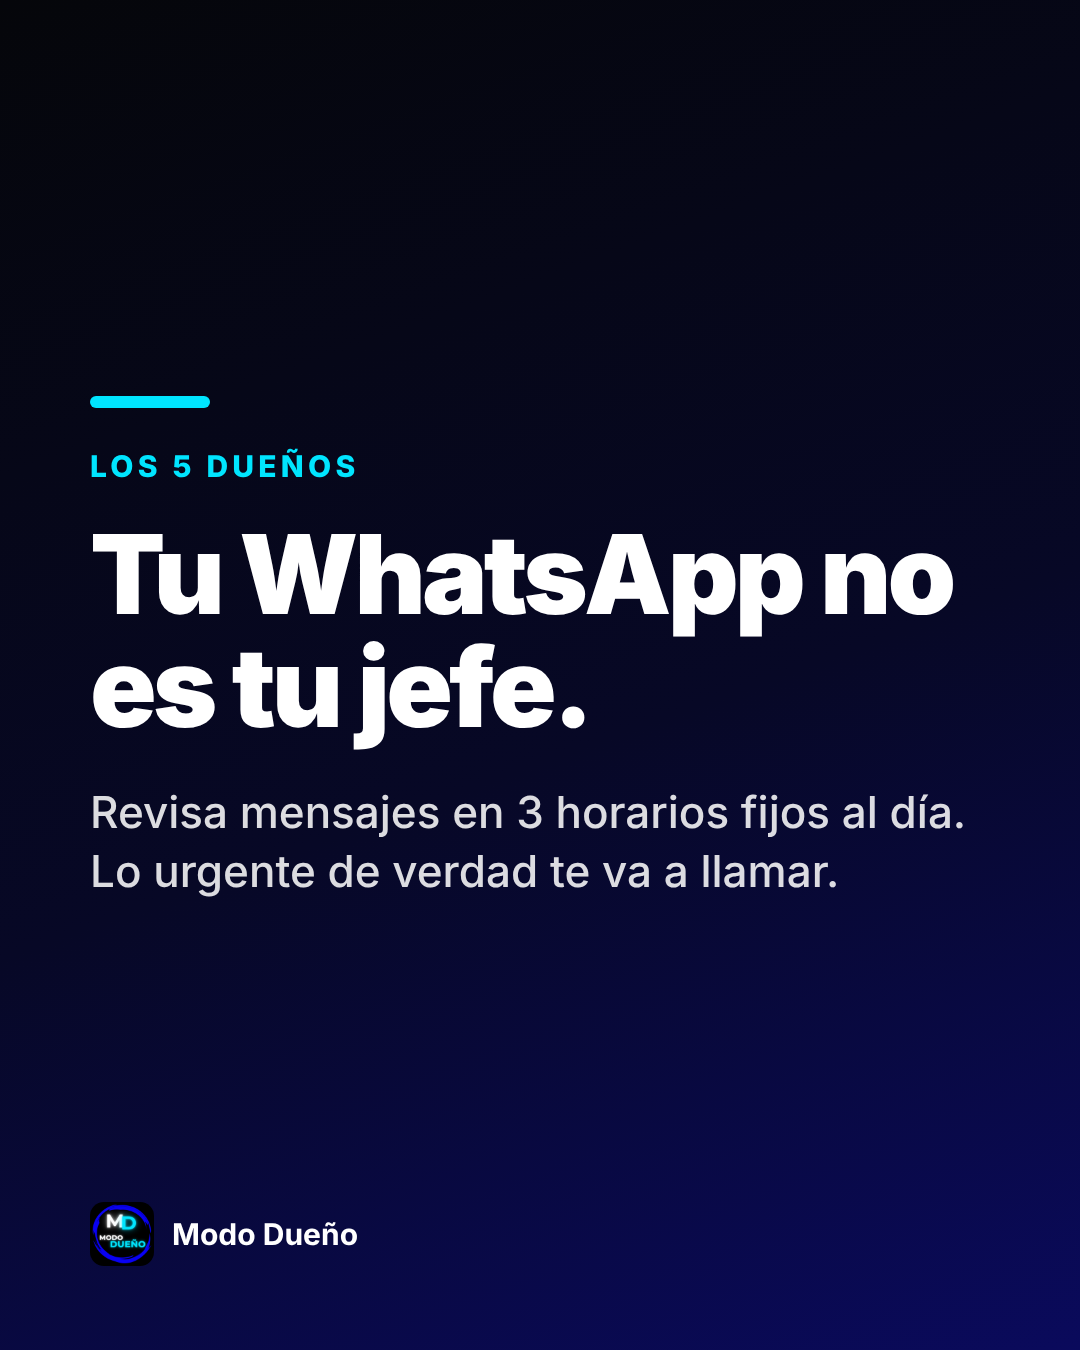 LOS 5 DUEÑOS
Tu WhatsApp no
es tu jefe.
Revisa mensajes en 3 horarios fijos al día.
Lo urgente de verdad te va a llamar.
MD
MODO
DUEÑO
Modo Dueño